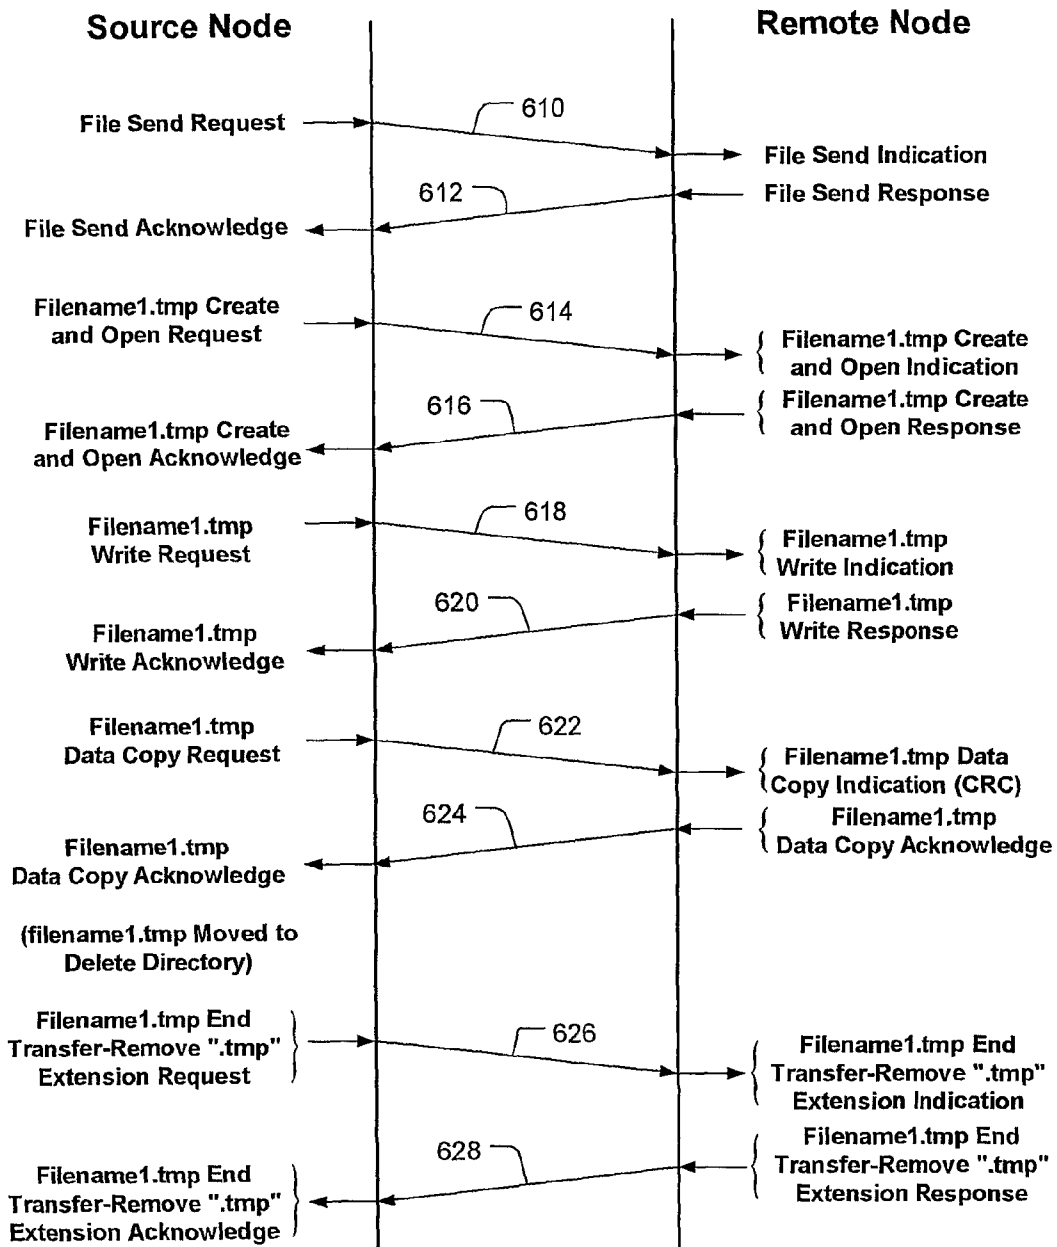 Source Node
Remote Node
610
File Send Request
File Send Indication
612
File Send Response
File Send Acknowledge
Filename1.tmp Create
and Open Request
614
Filename1.tmp Create
and Open Indication
616
Filename1.tmp Create
and Open Response
Filename1.tmp Create
and Open Acknowledge
Filename1.tmp
Write Request
618
Filename1.tmp
Write Indication
620
Filename1.tmp
Write Response
Filename1.tmp
Write Acknowledge
Filename1.tmp
Data Copy Request
622
Filename1.tmp Data
Copy Indication (CRC)
624
Filename1.tmp
Data Copy Acknowledge
Filename1.tmp
Data Copy Acknowledge
(filename1.tmp Moved to
Delete Directory)
Filename1.tmp End
Transfer-Remove ".tmp"
Extension Request
626
Filename1.tmp End
Transfer-Remove ".tmp"
Extension Indication
628
Filename1.tmp End
Transfer-Remove ".tmp"
Extension Response
Filename1.tmp End
Transfer-Remove ".tmp"
Extension Acknowledge